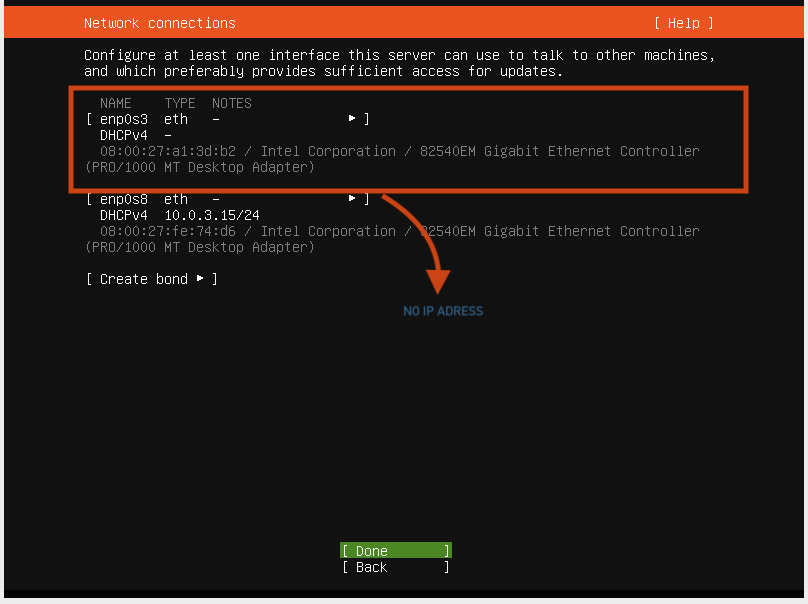 Network connections [ Help ]
Configure at least one interface this server can use to talk to other machines,
and which preferably provides sufficient access for updates.
NAME TYPE NOTES
[ enp0s3 eth – ▸ ]
DHCPv4 –
08:00:27:a1:3d:b2 / Intel Corporation / 82540EM Gigabit Ethernet Controller
(PRO/1000 MT Desktop Adapter)
[ enp0s8 eth – ▸ ]
DHCPv4 10.0.3.15/24
08:00:27:fe:74:d6 / Intel Corporation / 82540EM Gigabit Ethernet Controller
(PRO/1000 MT Desktop Adapter)
[ Create bond ▸ ]
NO IP ADRESS
[ Done ]
[ Back ]